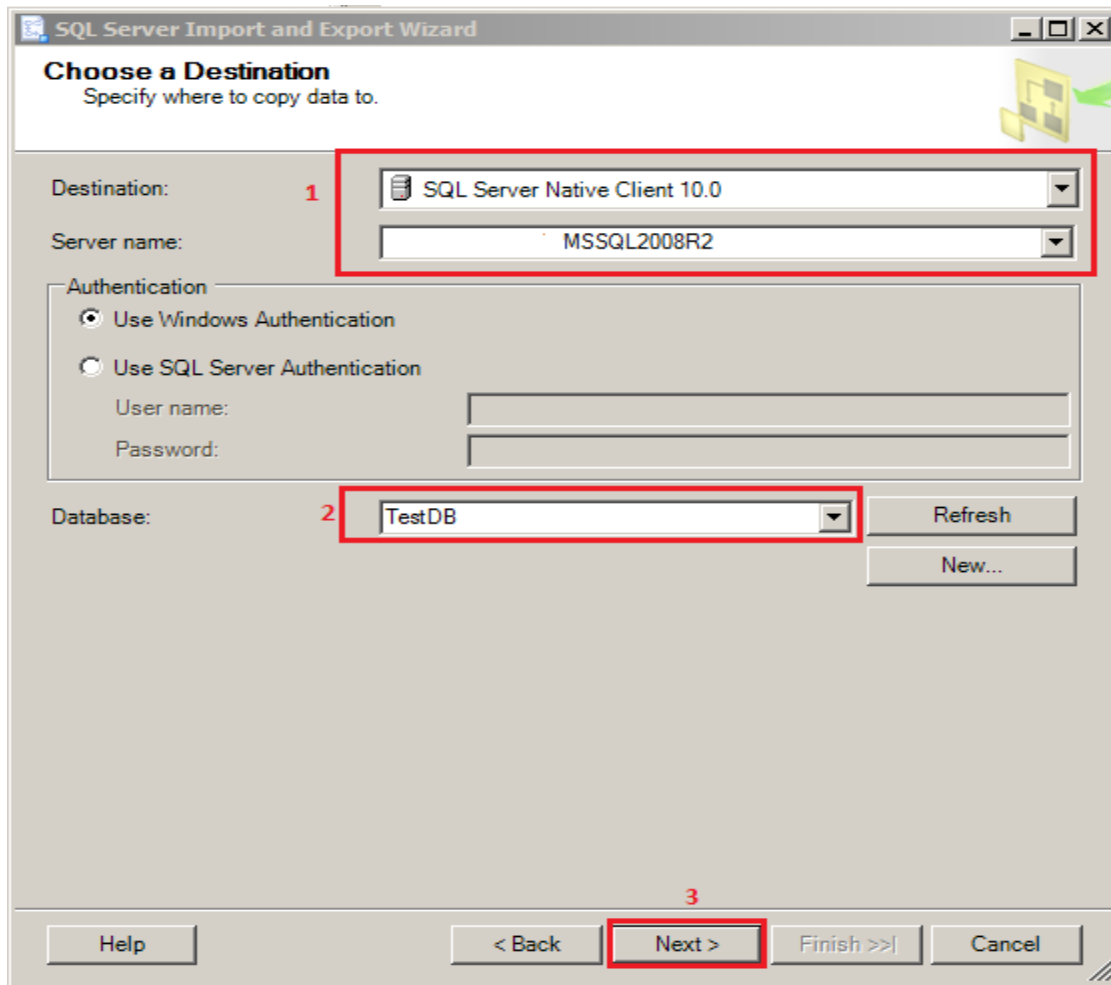 SQL Server Import and Export Wizard
Choose a Destination
Specify where to copy data to.
Destination:
1
SQL Server Native Client 10.0
Server name:
MSSQL2008R2
Authentication
Use Windows Authentication
Use SQL Server Authentication
User name:
Password:
Database:
2
TestDB
Refresh
New...
3
Help
< Back
Next >
Finish >>|
Cancel